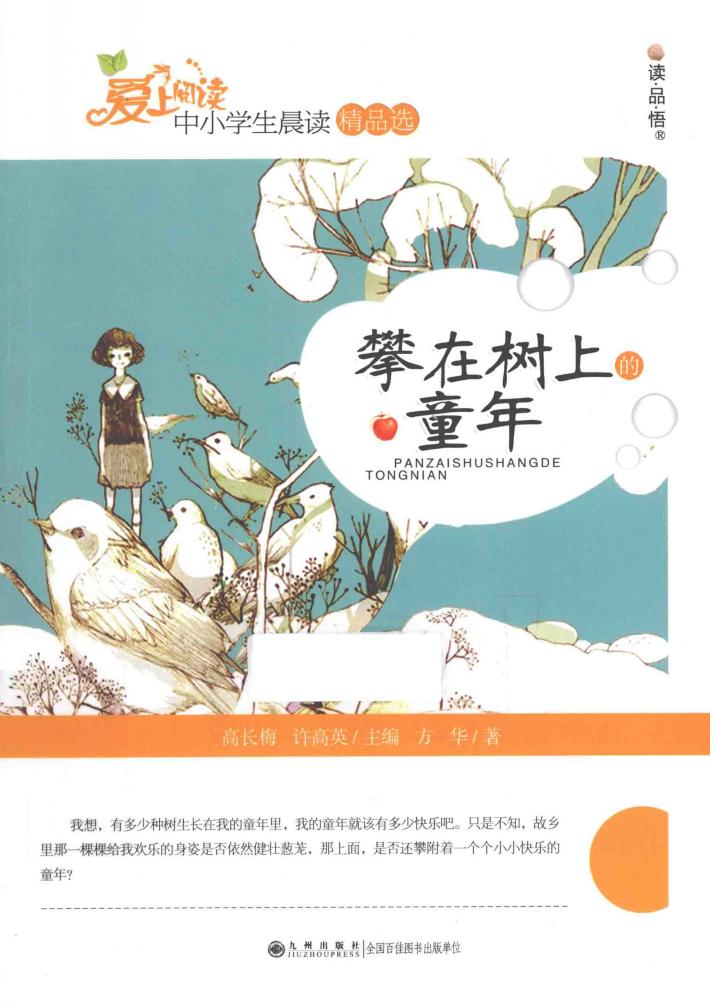 爱上阅读
中小学生晨读 精品选
读·品·悟®
攀在树上的
童年
PANZAISHUSHANGDE
TONGNIAN
高长梅 许高英/主编 方 华/著
我想，有多少种树生长在我的童年里，我的童年就该有多少快乐吧。只是不知，故乡
里那一棵棵给我欢乐的身姿是否依然健壮葱茏，那上面，是否还攀附着一个个小小快乐的
童年？
九州出版社
JIUZHOUPRESS
全国百佳图书出版单位